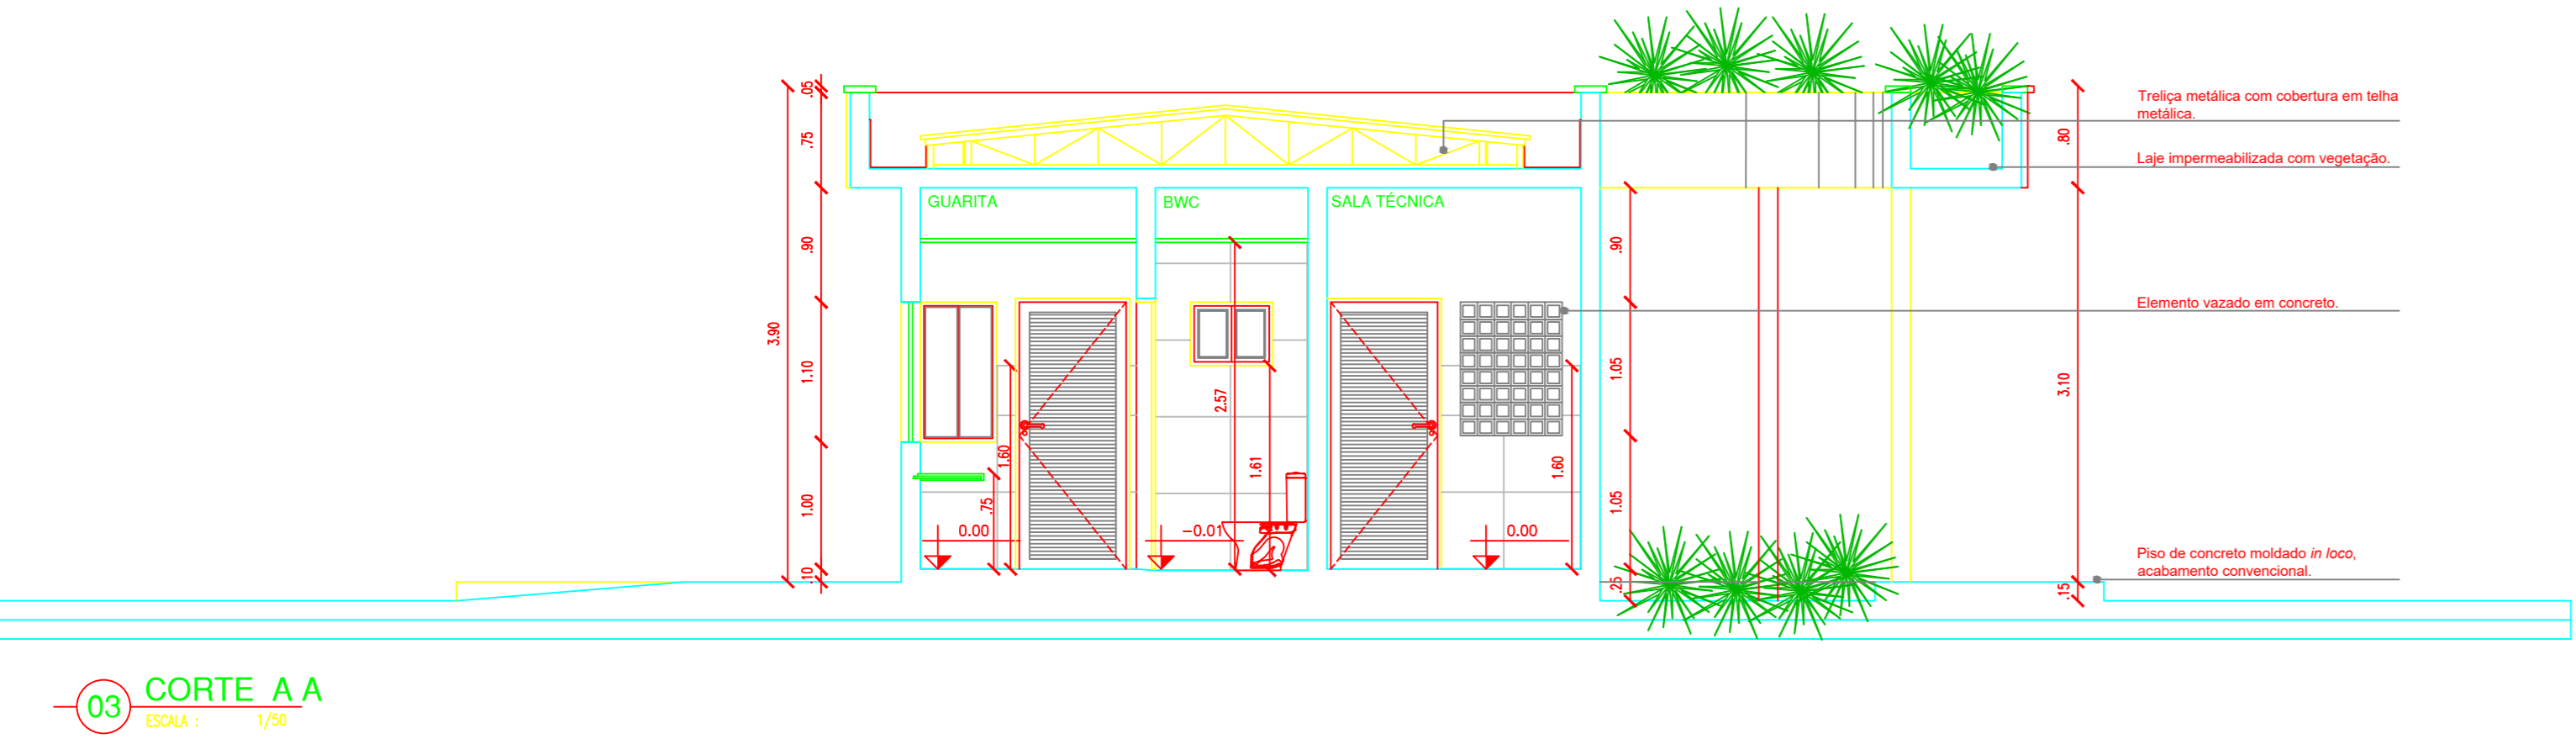 .05
.75
.90
3.90
1.10
1.00
.10
GUARITA
BWC
SALA TÉCNICA
1.60
.75
0.00
2.57
1.61
-0.01
1.60
0.00
.90
1.05
1.05
.25
.80
3.10
.15
Treliça metálica com cobertura em telha
metálica.
Laje impermeabilizada com vegetação.
Elemento vazado em concreto.
Piso de concreto moldado in loco,
acabamento convencional.
03
CORTE A A
ESCALA : 1/50